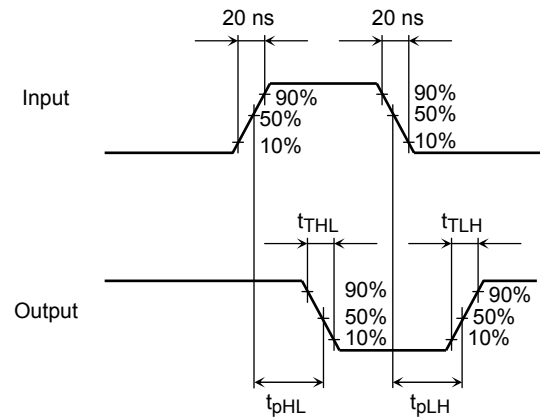 20 ns 20 ns
Input
90% 90%
50% 50%
10% 10%
tTHL tTLH
Output
90% 90%
50% 50%
10% 10%
tpHL tpLH